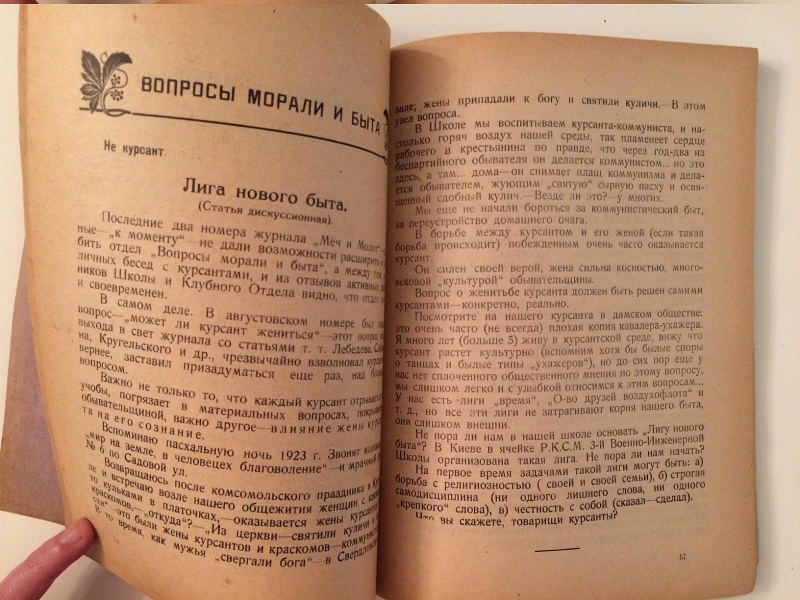 ВОПРОСЫ МОРАЛИ И БЫТА
Не курсант.
Лига нового быта.
(Статья дискуссионная).
Последние два номера журнала „Меч и Молот“—
ные—„к моменту“— не дали возможности расширить и
бить отдел „Вопросы морали и быта“, а между тем, из
личных бесед с курсантами, и из отзывов активных
ников Школы и Клубного Отдела видно, что отдел
и своевременен.
В самом деле. В августовском номере был
вопрос—„может ли курсант жениться“—этот вопрос
выхода в свет журнала со статьями т. т. Лебедева,
на, Кругельского и др., чрезвычайно взволновал
вернее, заставил призадуматься еще раз, над
вопросом.
Важно не только то, что каждый курсант отрывается
учобы, погрязает в материальных вопросах,
обывательщиной, важно другое—влияние жены
та на его сознание.
Вспоминаю пасхальную ночь 1923 г. Звонят
„мир на земле, в человецех благоволение“—и мрачный
№ 6 по Садовой ул.
Возвращаюсь после комсомольского праздника в
ле и встречаю возле нашего общежития женщин с
то кульками в платочках,—оказывается жены
краскомов,—„откуда“?—„Из церкви—святили куличи и
это были жены курсантов и краскомов—
В то время, как мужья „свергали бога“—в
зале; жены припадали к богу и святили куличи.—В этом
узел вопроса.
В Школе мы воспитываем курсанта-коммуниста, и на-
столько горяч воздух нашей среды, так пламенеет сердце
рабочего и крестьянина по правде, что через год-два из
беспартийного обывателя он делается коммунистом... но это
здесь, а там... дома—он снимает плащ коммунизма и дела-
ется обывателем, жующим „святую“ сырную пасху и освя-
щенный сдобный кулич.—Везде ли это?—у многих.
Мы еще не начали бороться за коммунистический быт,
за переустройство домашнего очага.
В борьбе между курсантом и его женой (если такая
борьба происходит) побежденным очень часто оказывается
курсант.
Он силен своей верой, жена сильна косностью, много-
вековой „культурой“ обывательщины.
Вопрос о женитьбе курсанта должен быть решен самими
курсантами—конкретно, реально.
Посмотрите на нашего курсанта в дамском обществе:
это очень часто (не всегда) плохая копия кавалера-ухажера.
Я много лет (больше 5) живу в курсантской среде, вижу что
курсант растет культурно (вспомним хотя бы былые споры
о танцах и былые типы „ухажеров“), но до сих пор еще у
нас нет сплоченного общественного мнения по этому вопросу,
мы слишком легко и с улыбкой относимся к этим вопросам...
У нас есть лиги „время“, „О-во друзей воздухофлота“ и
т. д., но все эти лиги не затрагивают корня нашего быта,
они слишком внешни.
Не пора ли нам в нашей школе основать „Лигу нового
быта“? В Киеве в ячейке Р.К.С.М. 3-й Военно-Инженерной
Школы организована такая лига. Не пора ли нам начать?
На первое время задачами такой лиги могут быть: а)
борьба с религиозностью ( своей и своей семьи), б) строгая
самодисциплина (ни одного лишнего слова, ни одного
„крепкого“ слова), в) честность с собой (сказал—сделал).
Что вы скажете, товарищи курсанты?
57